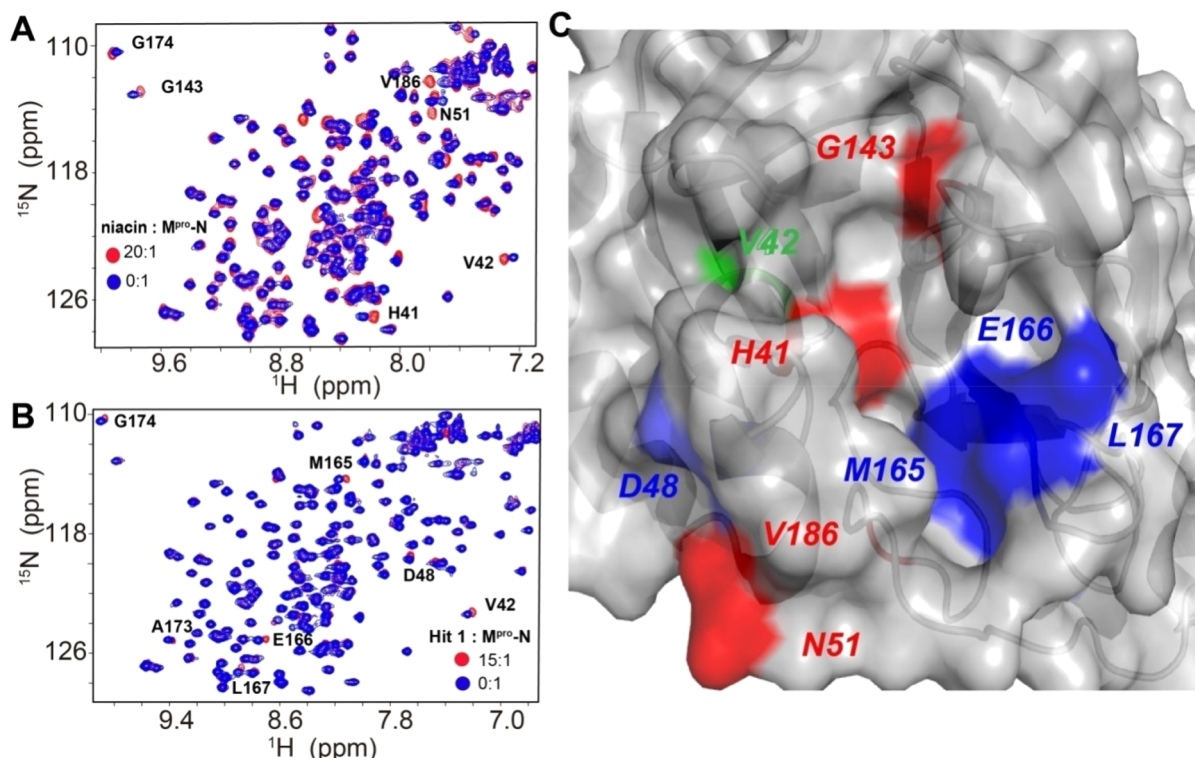 A
110
118
126
¹⁵N (ppm)
G174
G143
V186
N51
V42
H41
niacin : Mᵖʳᵒ-N
20:1
0:1
9.6
8.8
8.0
7.2
¹H (ppm)
B
110
118
126
¹⁵N (ppm)
G174
M165
D48
V42
A173
E166
L167
Hit 1 : Mᵖʳᵒ-N
15:1
0:1
9.4
8.6
7.8
7.0
¹H (ppm)
C
G143
V42
H41
E166
L167
M165
D48
V186
N51